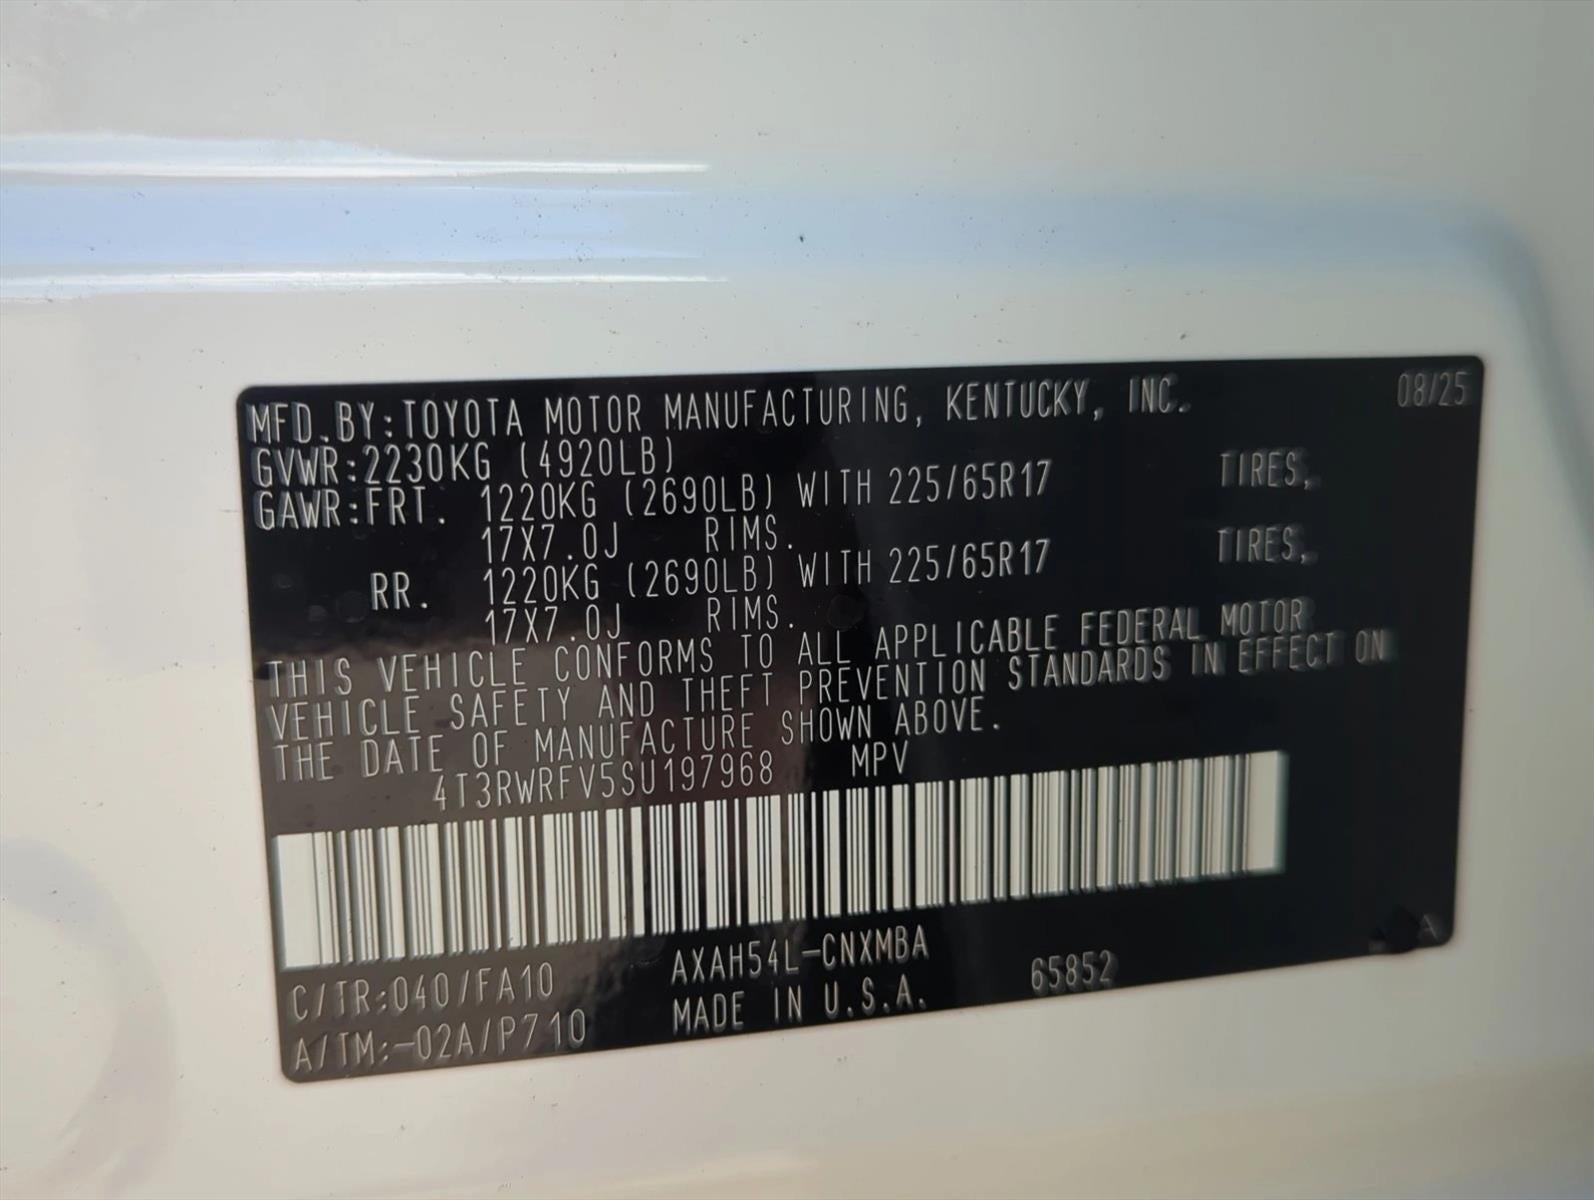 MFD.BY:TOYOTA MOTOR MANUFACTURING, KENTUCKY, INC. 08/25
GVWR:2230KG (4920LB)
GAWR:FRT. 1220KG (2690LB) WITH 225/65R17 TIRES,
17X7.0J RIMS.
RR. 1220KG (2690LB) WITH 225/65R17 TIRES,
17X7.0J RIMS.
THIS VEHICLE CONFORMS TO ALL APPLICABLE FEDERAL MOTOR
VEHICLE SAFETY AND THEFT PREVENTION STANDARDS IN EFFECT ON
THE DATE OF MANUFACTURE SHOWN ABOVE.
4T3RWRFV5SU197968 MPV
C/TR:040/FA10 AXAH54L-CNXMBA 65852
A/TM:-02A/P710 MADE IN U.S.A.
A